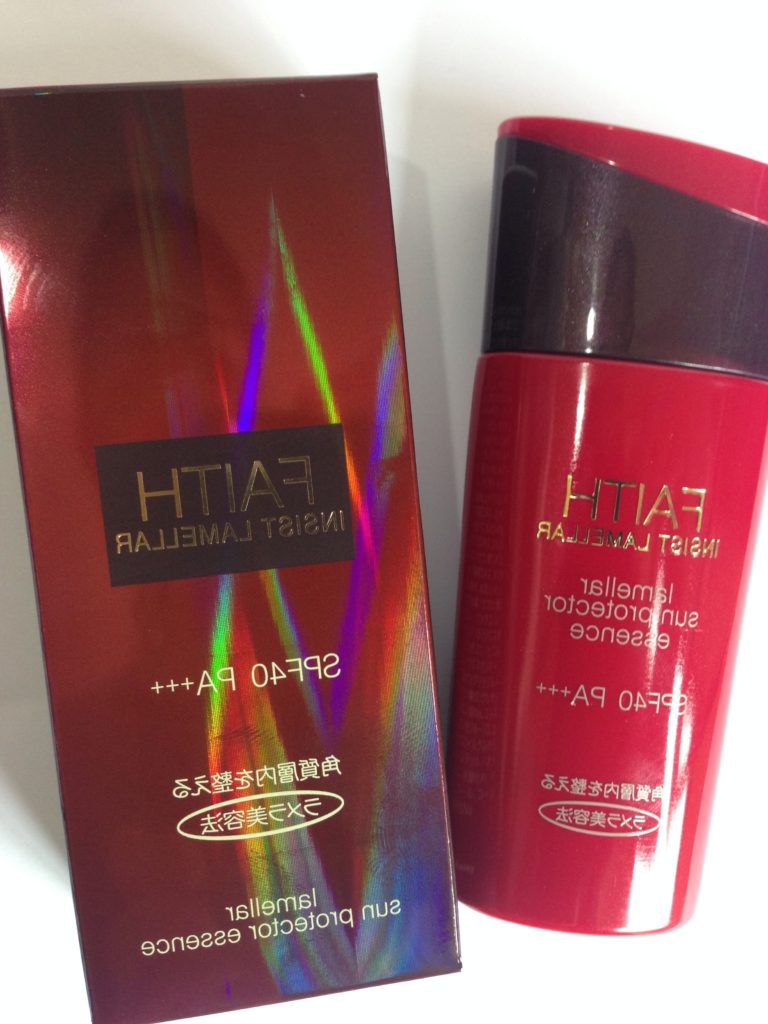 FAITH
INSIST LAMELLAR
SPF40 PA+++
角質層内を整える
ラメラ美容法
lamellar
sun protector essence
FAITH
INSIST LAMELLAR
lamellar
sun protector
essence
SPF40 PA+++
角質層内を整える
ラメラ美容法